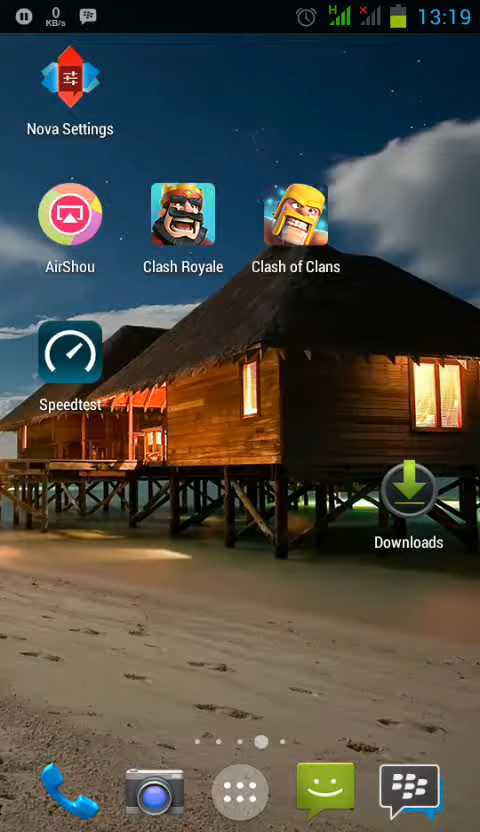 0
KB/s
H
13:19
Nova Settings
AirShou
Clash Royale
Clash of Clans
Speedtest
Downloads